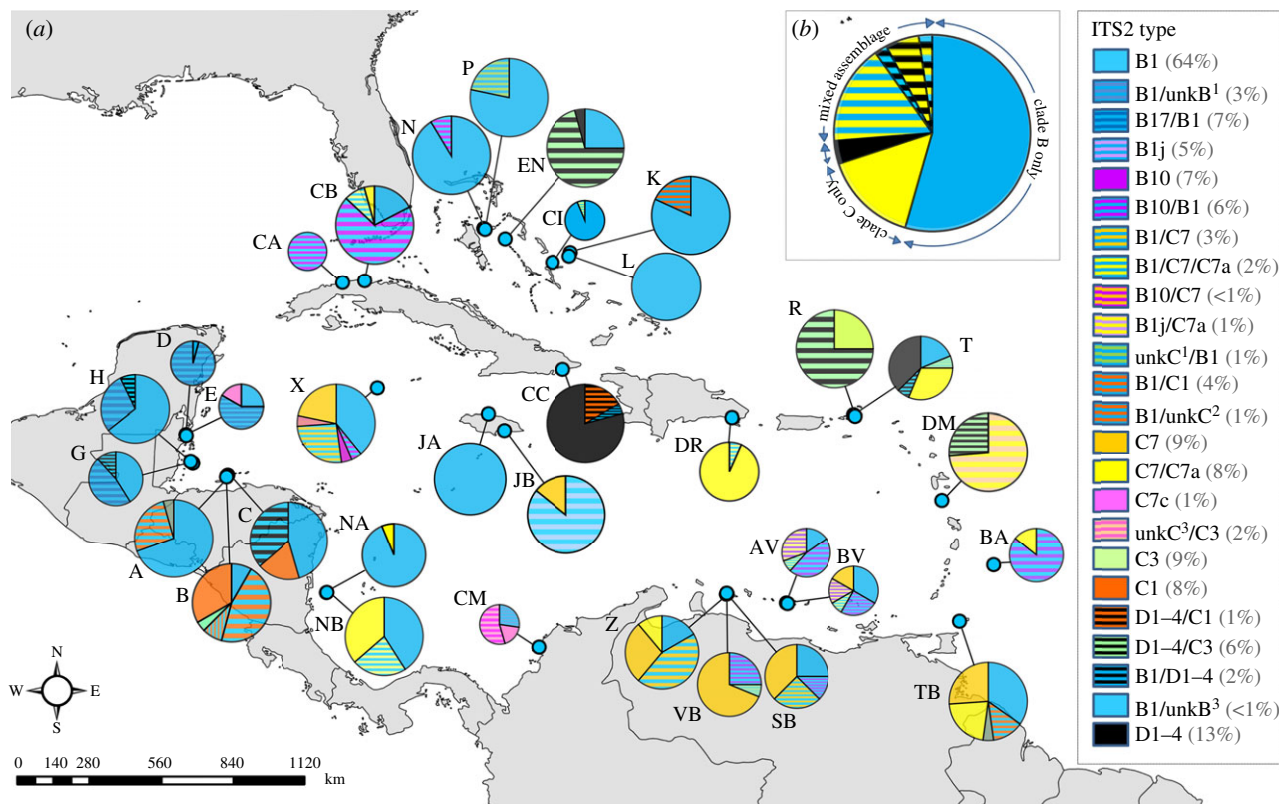 (a)
(b)
mixed assemblage
clade C only
clade B only
P
N
EN
CB
CI
K
CA
L
R
T
D
H
E
X
CC
JA
JB
DR
DM
G
A
C
B
NA
NB
CM
AV
BV
BA
Z
VB
SB
TB
N
W
E
S
0 140 280 560 840 1120
km
ITS2 type
B1 (64%)
B1/unkB¹ (3%)
B17/B1 (7%)
B1j (5%)
B10 (7%)
B10/B1 (6%)
B1/C7 (3%)
B1/C7/C7a (2%)
B10/C7 (<1%)
B1j/C7a (1%)
unkC¹/B1 (1%)
B1/C1 (4%)
B1/unkC² (1%)
C7 (9%)
C7/C7a (8%)
C7c (1%)
unkC³/C3 (2%)
C3 (9%)
C1 (8%)
D1–4/C1 (1%)
D1–4/C3 (6%)
B1/D1–4 (2%)
B1/unkB³ (<1%)
D1–4 (13%)